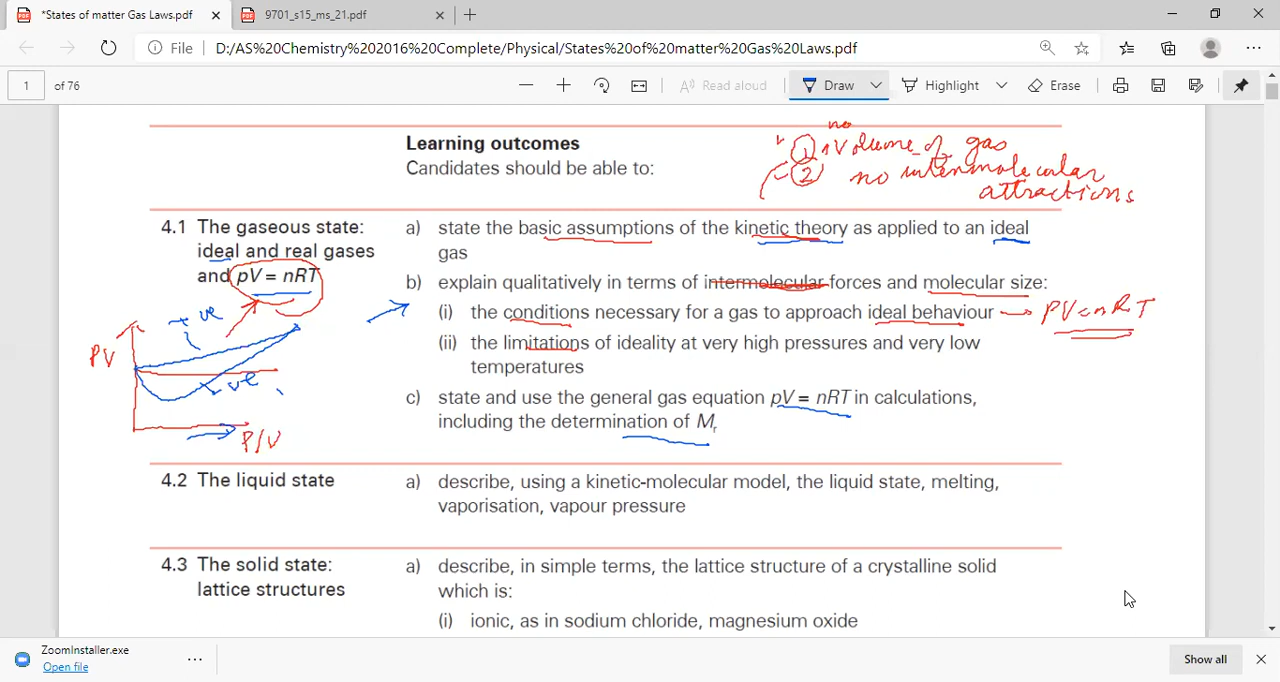 *States of matter Gas Laws.pdf
9701_s15_ms_21.pdf
File
D:/AS%20Chemistry%202016%20Complete/Physical/States%20of%20matter%20Gas%20Laws.pdf
1 of 76
Read aloud
Draw
Highlight
Erase
Learning outcomes
Candidates should be able to:
no
1 Volume of gas
2 no intermolecular
attractions
4.1 The gaseous state:
ideal and real gases
and pV = nRT
a) state the basic assumptions of the kinetic theory as applied to an ideal
gas
b) explain qualitatively in terms of intermolecular forces and molecular size:
(i) the conditions necessary for a gas to approach ideal behaviour → PV=nRT
(ii) the limitations of ideality at very high pressures and very low
temperatures
c) state and use the general gas equation pV = nRT in calculations,
including the determination of Mr
+ve
PV
-ve
P/V
4.2 The liquid state
a) describe, using a kinetic-molecular model, the liquid state, melting,
vaporisation, vapour pressure
4.3 The solid state:
lattice structures
a) describe, in simple terms, the lattice structure of a crystalline solid
which is:
(i) ionic, as in sodium chloride, magnesium oxide
ZoomInstaller.exe
Open file
Show all